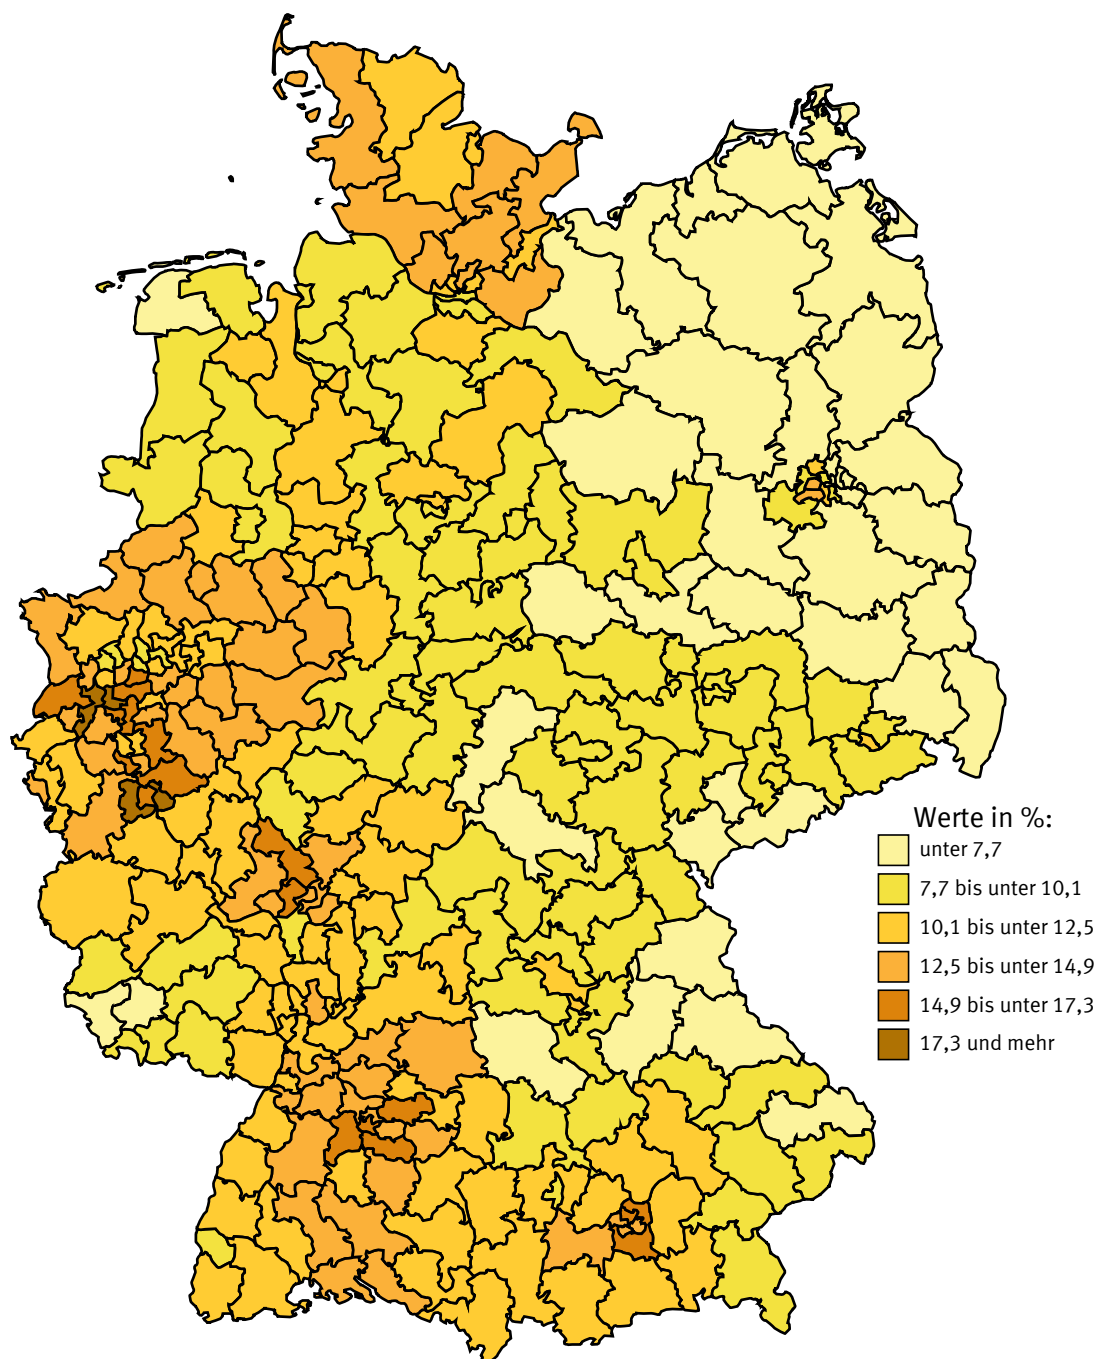 Werte in %:
unter 7,7
7,7 bis unter 10,1
10,1 bis unter 12,5
12,5 bis unter 14,9
14,9 bis unter 17,3
17,3 und mehr